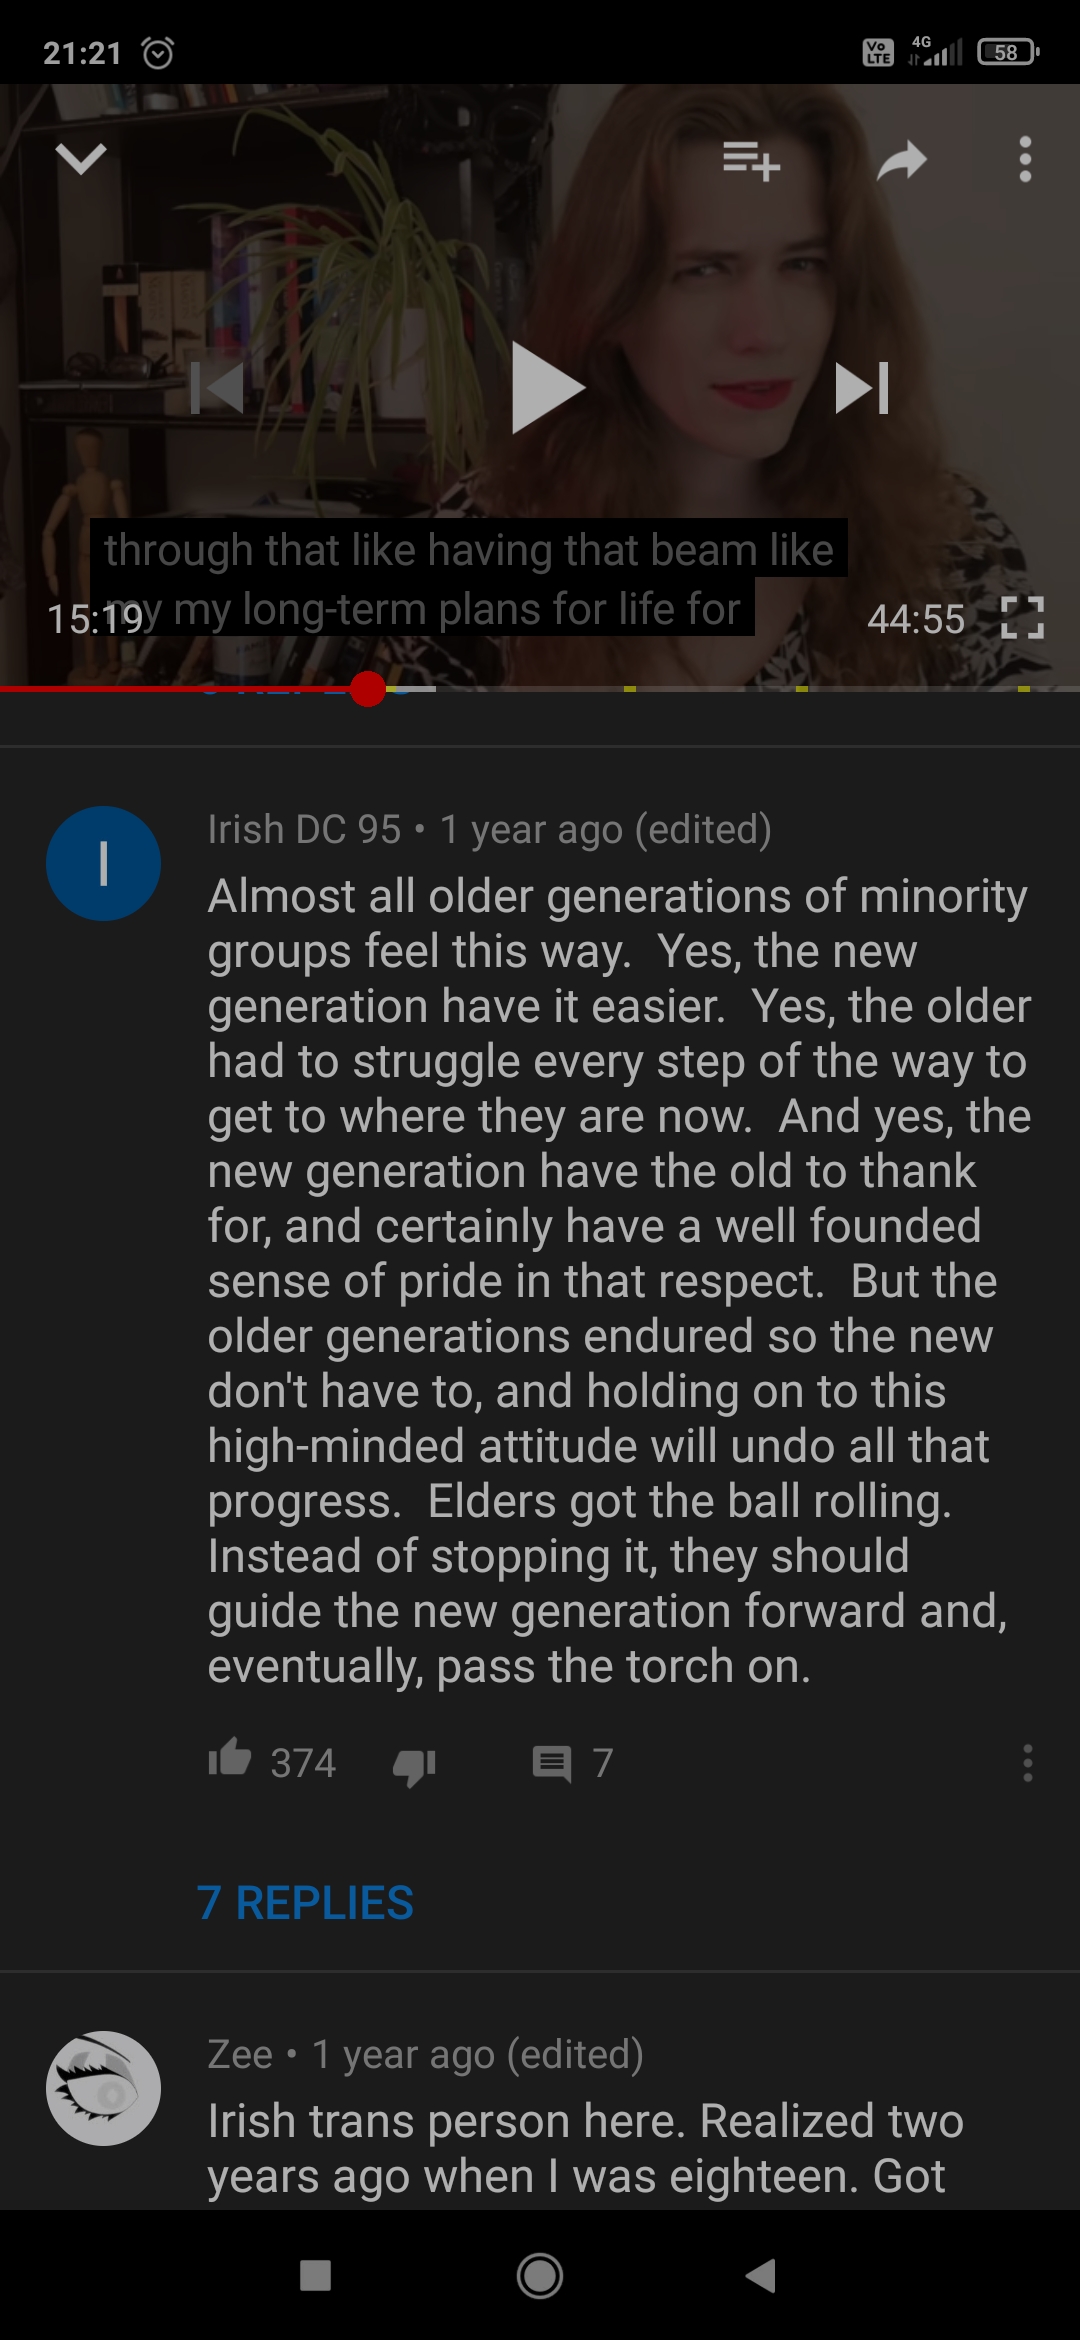 21:21
Vo
LTE
4G
58
through that like having that beam like
my my long-term plans for life for
15:19
44:55
Irish DC 95 • 1 year ago (edited)
Almost all older generations of minority
groups feel this way.  Yes, the new
generation have it easier.  Yes, the older
had to struggle every step of the way to
get to where they are now.  And yes, the
new generation have the old to thank
for, and certainly have a well founded
sense of pride in that respect.  But the
older generations endured so the new
don't have to, and holding on to this
high-minded attitude will undo all that
progress.  Elders got the ball rolling.
Instead of stopping it, they should
guide the new generation forward and,
eventually, pass the torch on.
374
7
7 REPLIES
Zee • 1 year ago (edited)
Irish trans person here. Realized two
years ago when I was eighteen. Got